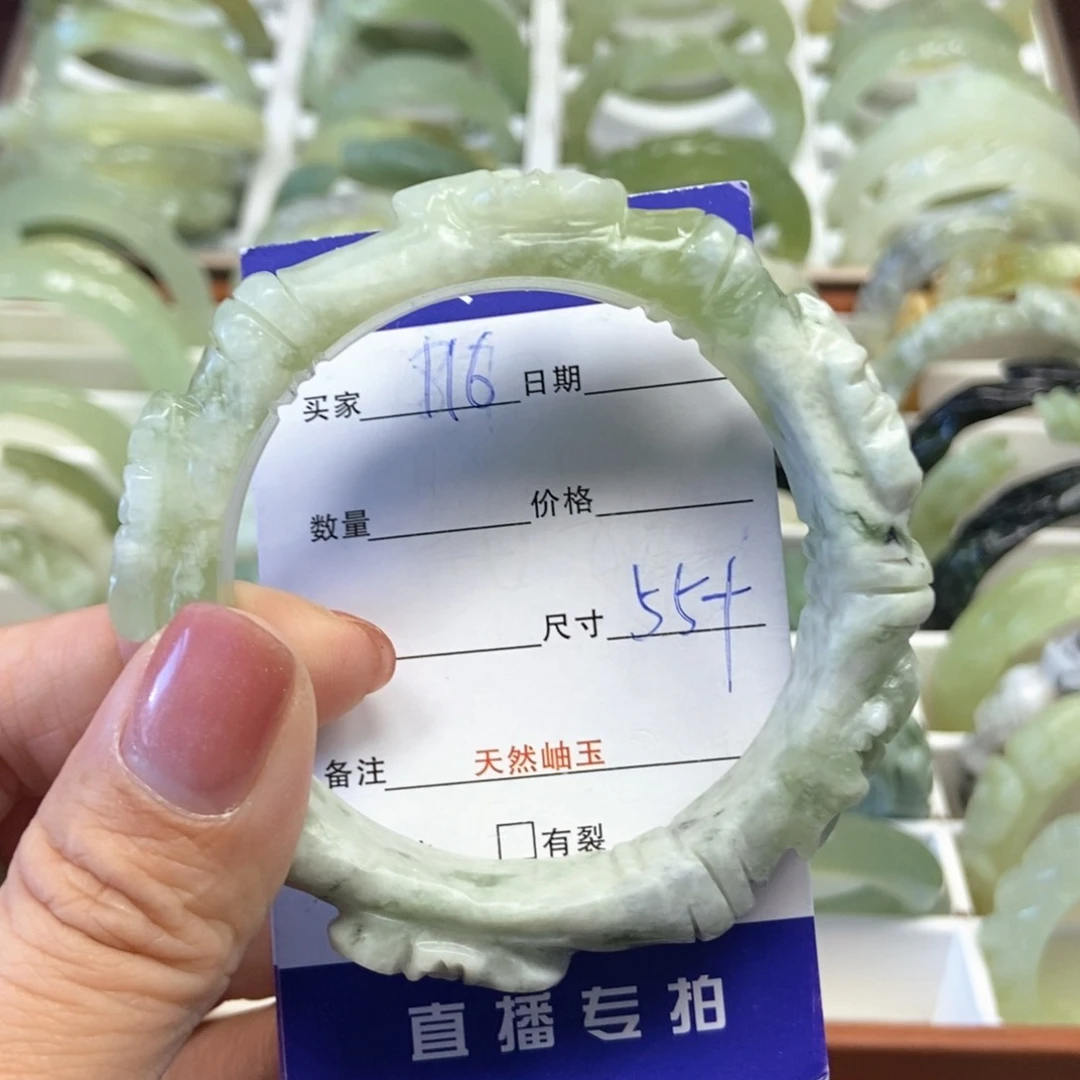 买家 116 日期
数量 价格
尺寸 554
备注 天然岫玉
有裂
直播专拍